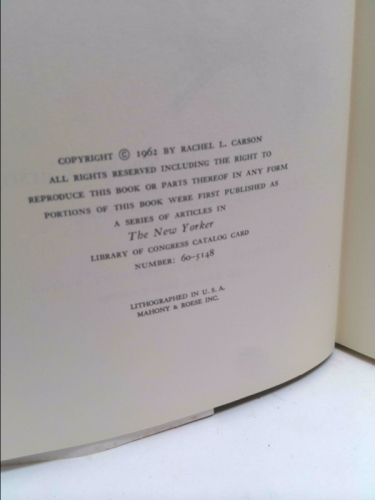 COPYRIGHT © 1962 BY RACHEL L. CARSON
ALL RIGHTS RESERVED INCLUDING THE RIGHT TO
REPRODUCE THIS BOOK OR PARTS THEREOF IN ANY FORM
PORTIONS OF THIS BOOK WERE FIRST PUBLISHED AS
A SERIES OF ARTICLES IN
The New Yorker
LIBRARY OF CONGRESS CATALOG CARD
NUMBER: 60-5148
LITHOGRAPHED IN U. S. A.
MAHONY & ROESE INC.